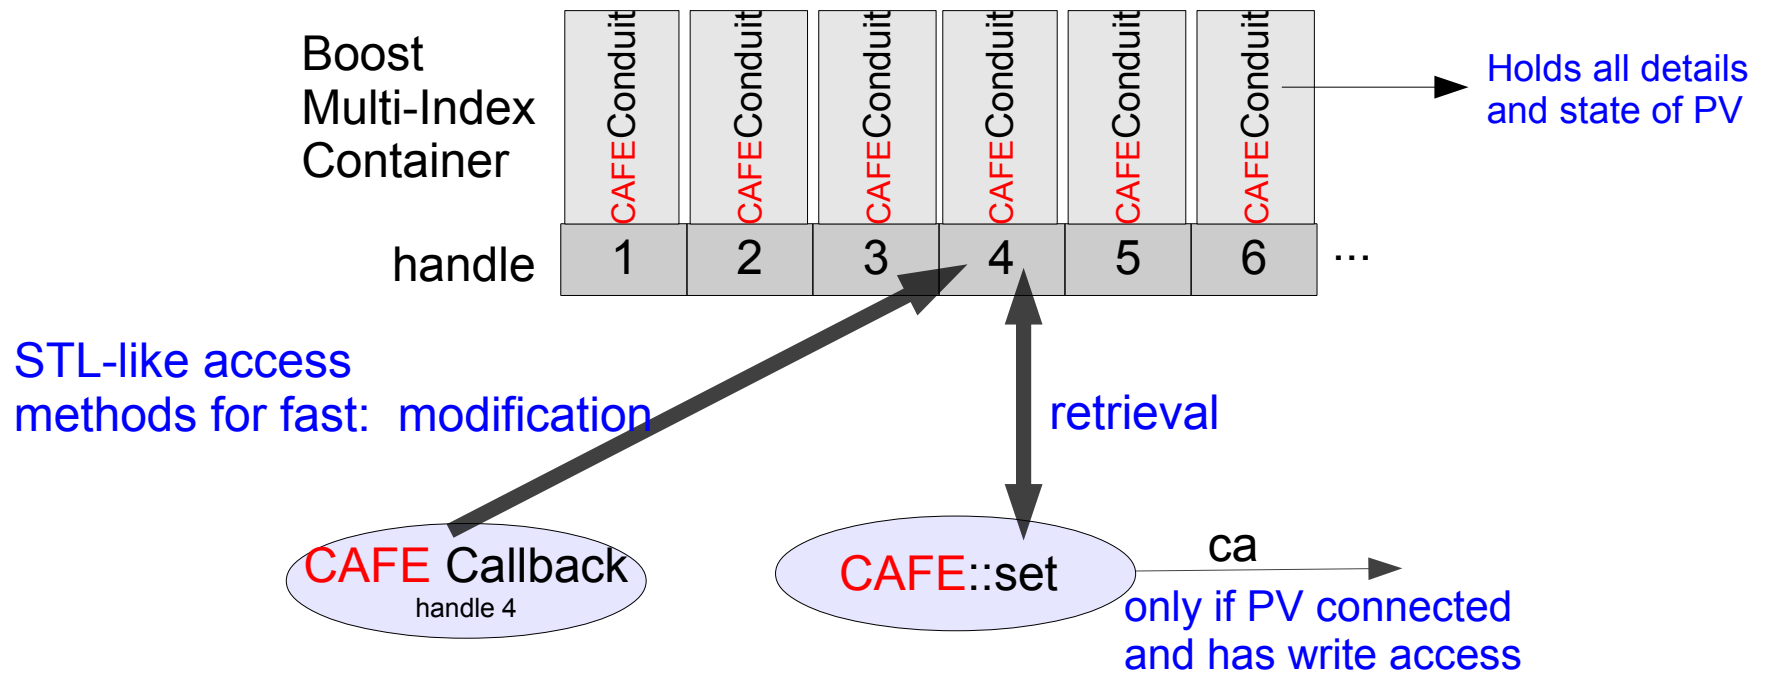 Boost
Multi-Index
Container
CAFEConduit
CAFEConduit
CAFEConduit
CAFEConduit
CAFEConduit
CAFEConduit
Holds all details
and state of PV
handle 1 2 3 4 5 6 ...
STL-like access
methods for fast: modification
retrieval
CAFE Callback
handle 4
CAFE::set
ca
only if PV connected
and has write access